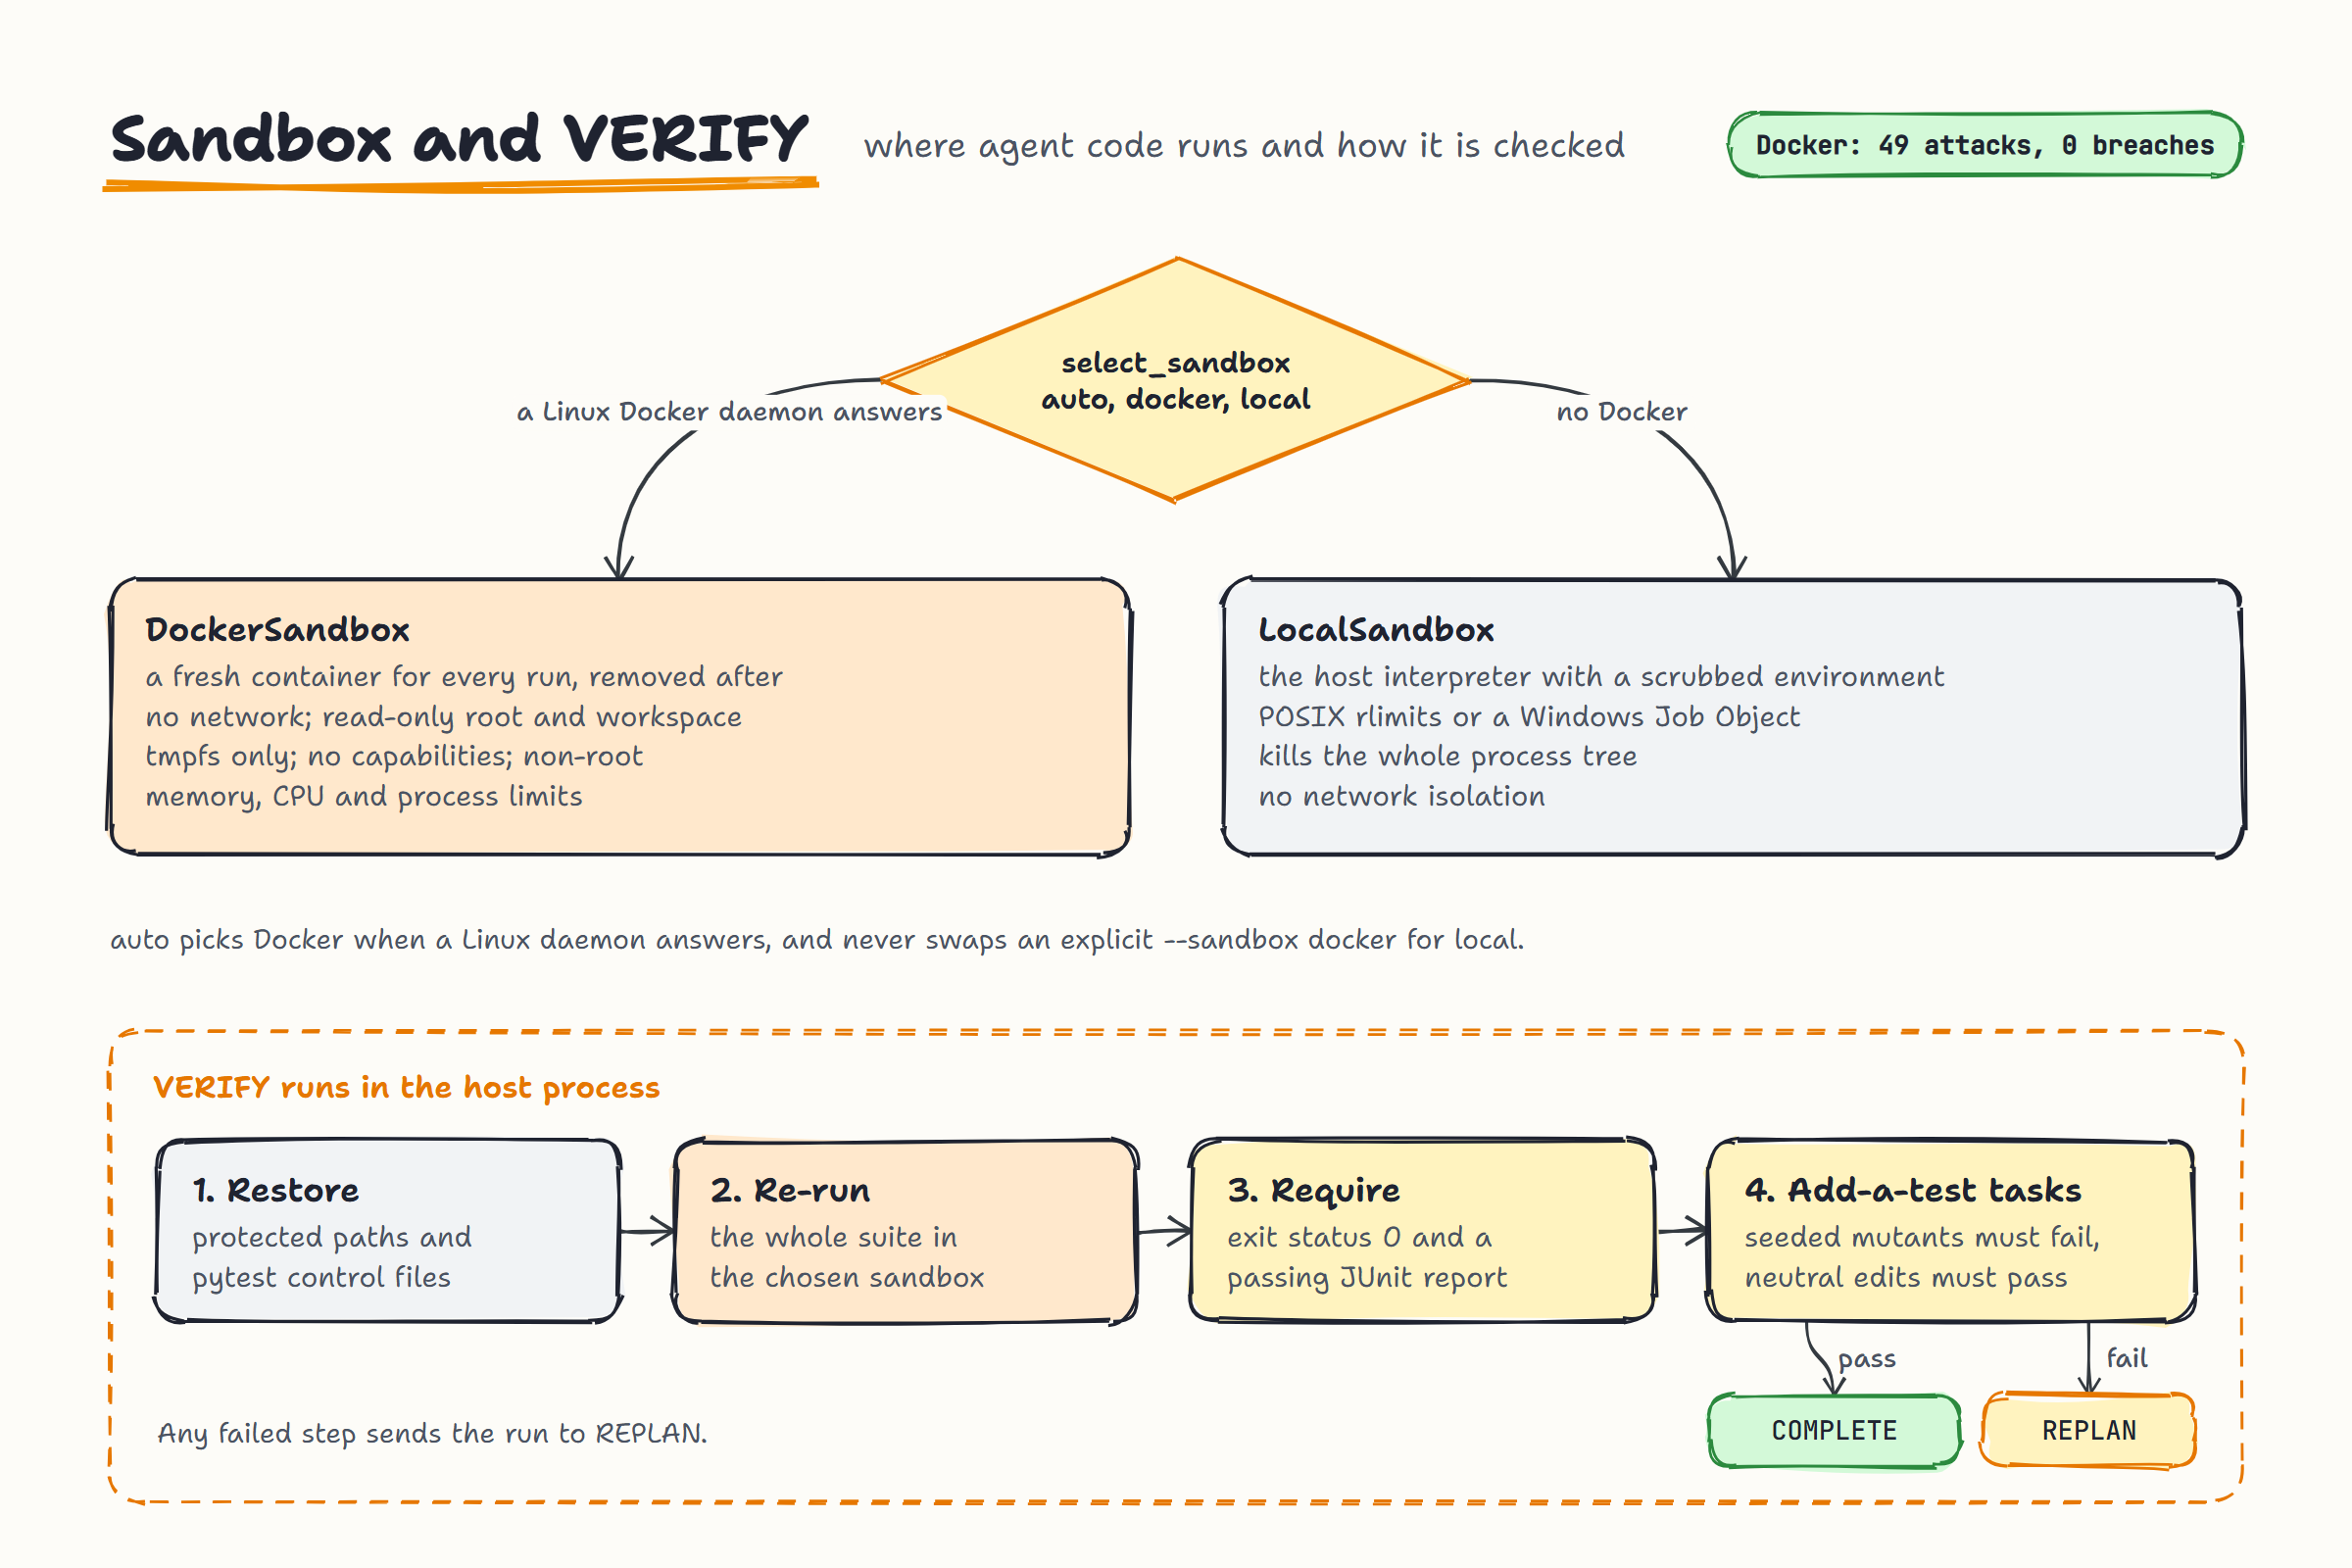 Sandbox and VERIFY
where agent code runs and how it is checked
Docker: 49 attacks, 0 breaches
select_sandbox
auto, docker, local
a Linux Docker daemon answers
no Docker
DockerSandbox
a fresh container for every run, removed after
no network; read-only root and workspace
tmpfs only; no capabilities; non-root
memory, CPU and process limits
LocalSandbox
the host interpreter with a scrubbed environment
POSIX rlimits or a Windows Job Object
kills the whole process tree
no network isolation
auto picks Docker when a Linux daemon answers, and never swaps an explicit --sandbox docker for local.
VERIFY runs in the host process
1. Restore
protected paths and
pytest control files
2. Re-run
the whole suite in
the chosen sandbox
3. Require
exit status 0 and a
passing JUnit report
4. Add-a-test tasks
seeded mutants must fail,
neutral edits must pass
pass
fail
COMPLETE
REPLAN
Any failed step sends the run to REPLAN.